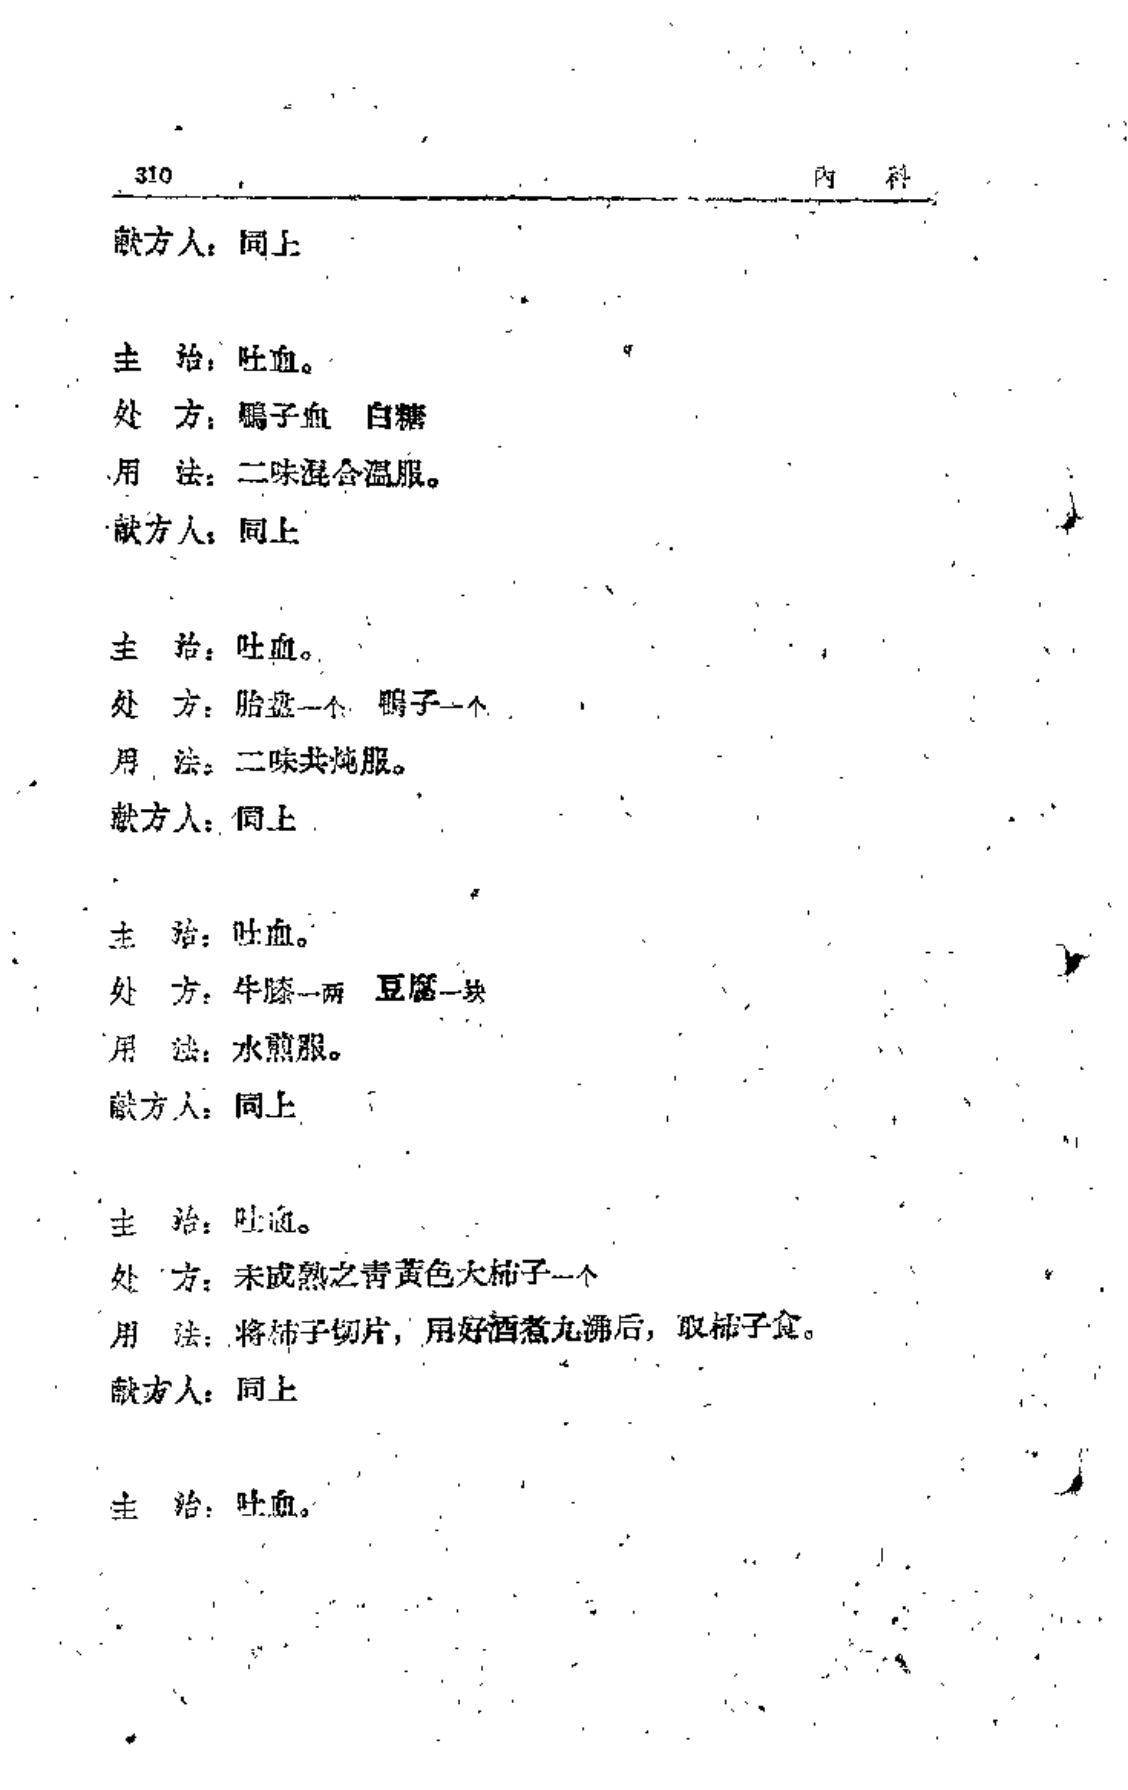 310 內 科
献方人：同上
主 治：吐血。
处 方：鴨子血 白糖
用 法：二味混合溫服。
献方人：同上
主 治：吐血。
处 方：胎盘一个 鴨子一个
用 法：二味共炖服。
献方人：同上
主 治：吐血。
处 方：牛膝一两 豆腐一块
用 法：水煎服。
献方人：同上
主 治：吐血。
处 方：未成熟之青黃色大柿子一个
用 法：将柿子切片，用好酒煮九沸后，取柿子食。
献方人：同上
主 治：吐血。